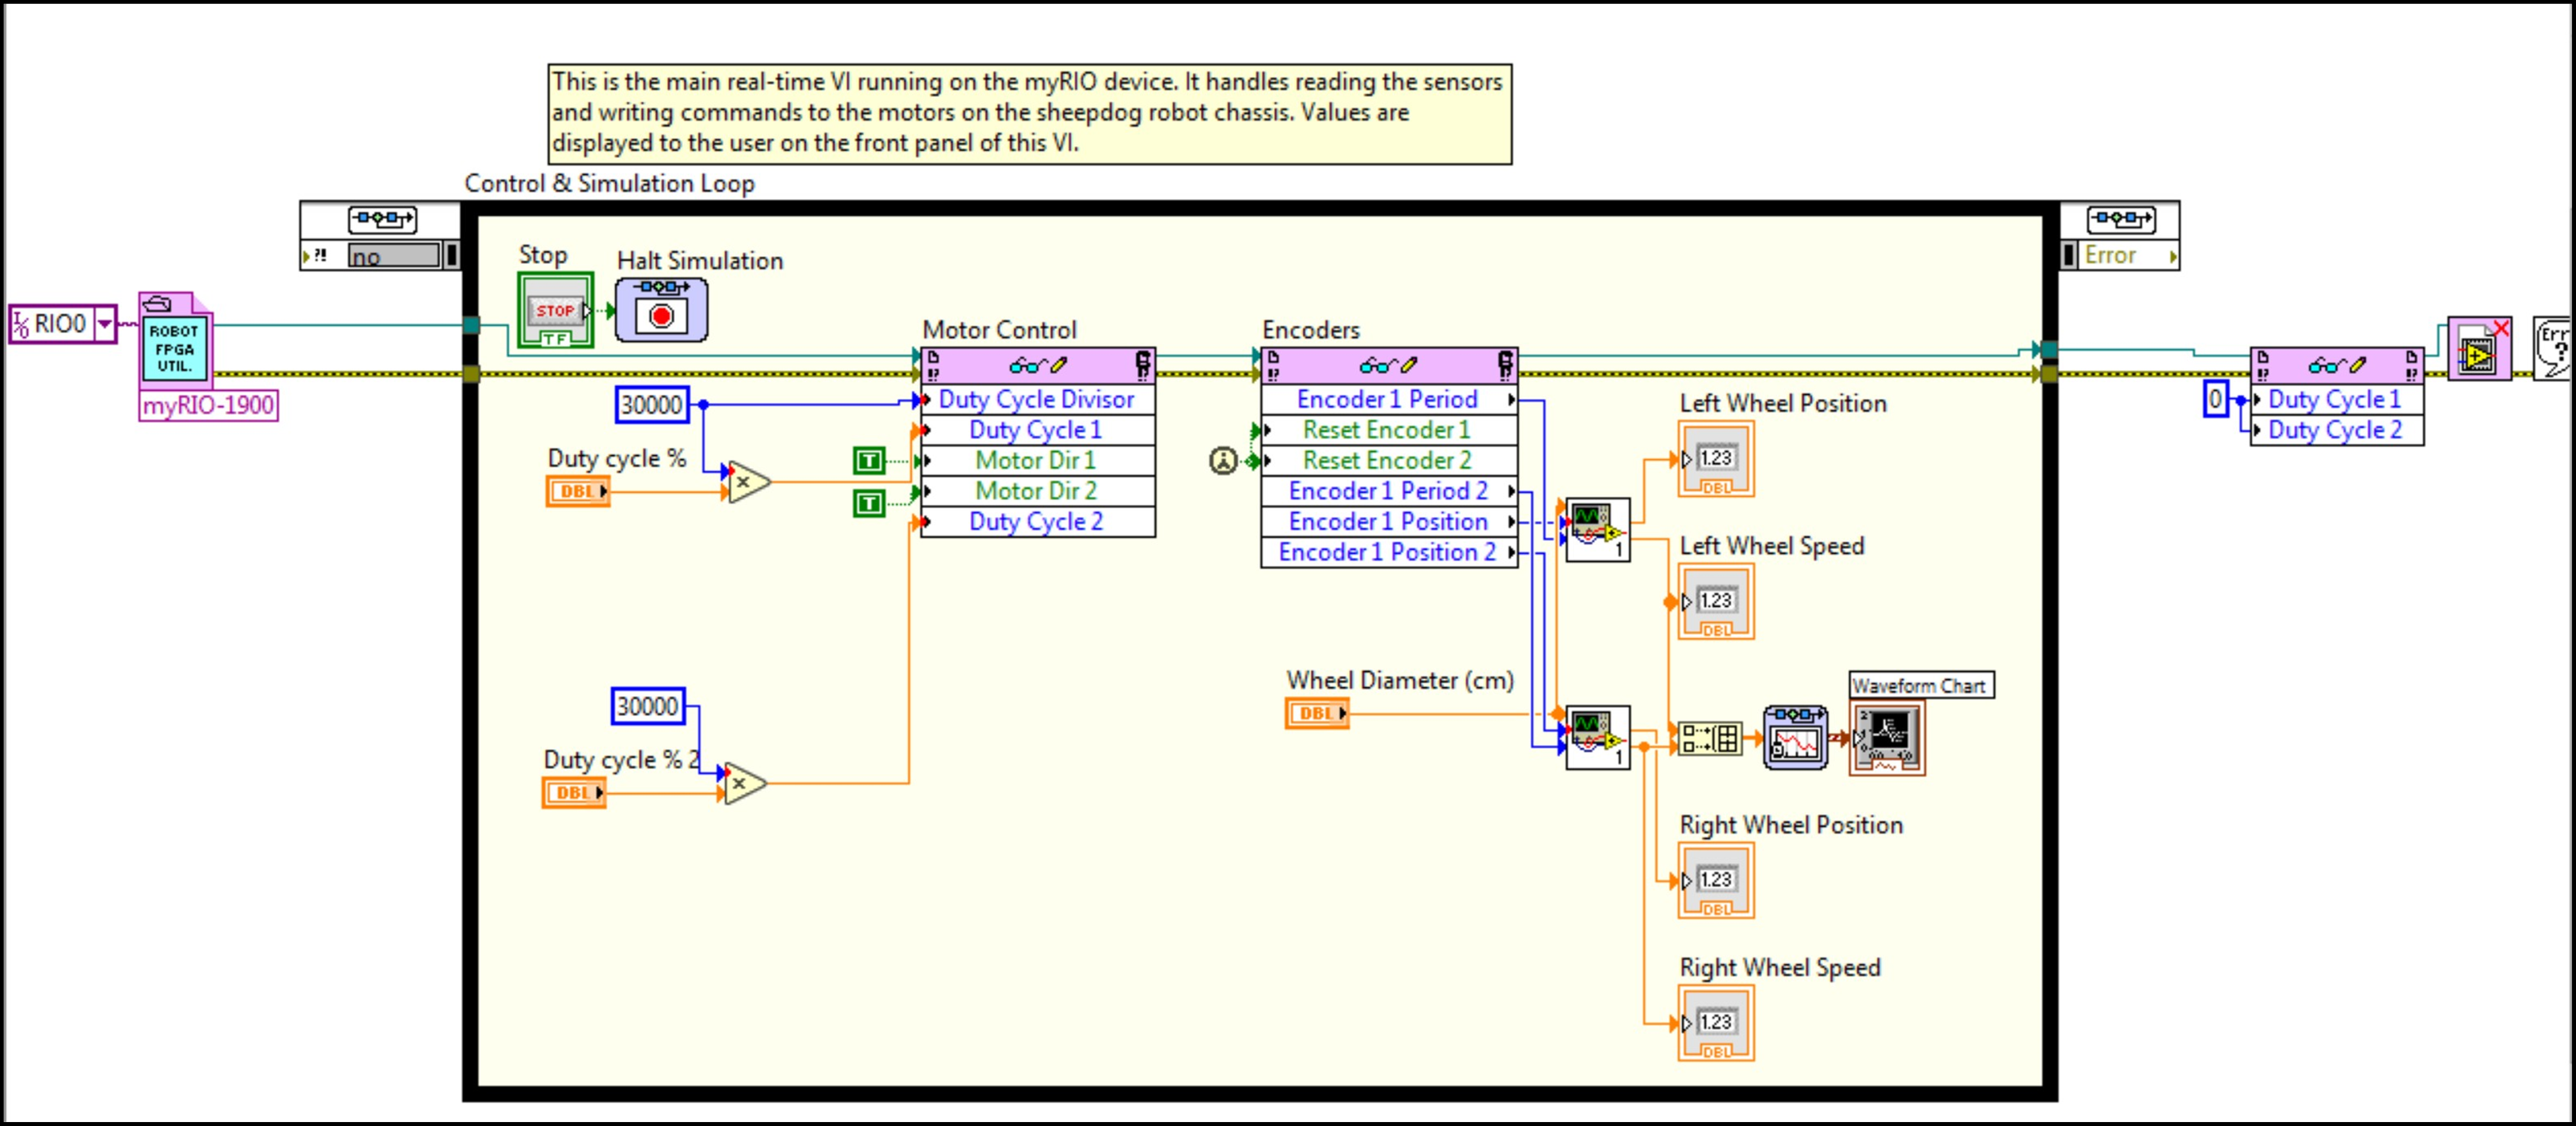 This is the main real-time VI running on the myRIO device. It handles reading the sensors
and writing commands to the motors on the sheepdog robot chassis. Values are
displayed to the user on the front panel of this VI.
Control & Simulation Loop
?! no
Error
Stop
STOP
TF
Halt Simulation
I/O RIO0
ROBOT
FPGA
UTIL.
myRIO-1900
Motor Control
Duty Cycle Divisor
Duty Cycle 1
Motor Dir 1
Motor Dir 2
Duty Cycle 2
30000
Duty cycle %
DBL
×
T
T
30000
Duty cycle % 2
DBL
×
Encoders
Encoder 1 Period
Reset Encoder 1
Reset Encoder 2
Encoder 1 Period 2
Encoder 1 Position
Encoder 1 Position 2
Wheel Diameter (cm)
DBL
1
1
Left Wheel Position
1.23
DBL
Left Wheel Speed
1.23
DBL
Waveform Chart
Right Wheel Position
1.23
DBL
Right Wheel Speed
1.23
DBL
0
Duty Cycle 1
Duty Cycle 2
Err
?